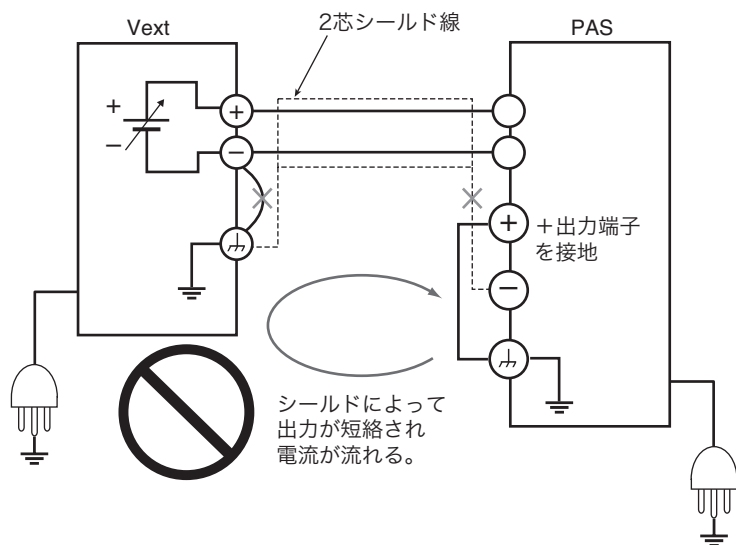 Vext
2芯シールド線
PAS
+
−
+
−
+
−
＋出力端子
を接地
シールドによって
出力が短絡され
電流が流れる。